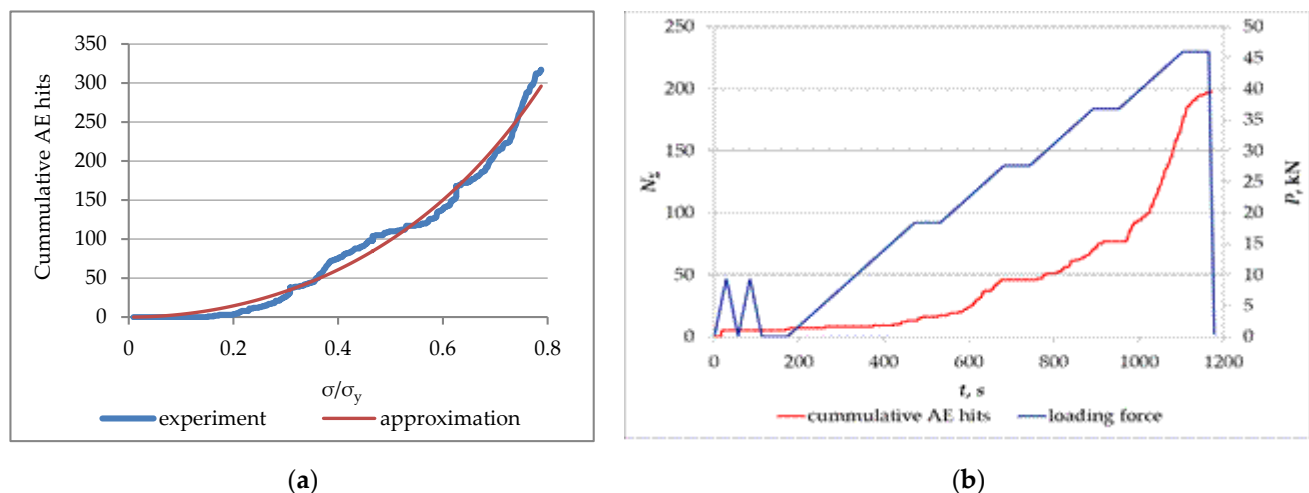 350
300
250
200
150
100
50
0
Cummulative AE hits
0 0.2 0.4 0.6 0.8
σ/σy
experiment approximation
(a)
250
200
150
100
50
0
NΣ
50
45
40
35
30
25
20
15
10
5
0
P, kN
0 200 400 600 800 1000 1200
t, s
cummulative AE hits loading force
(b)